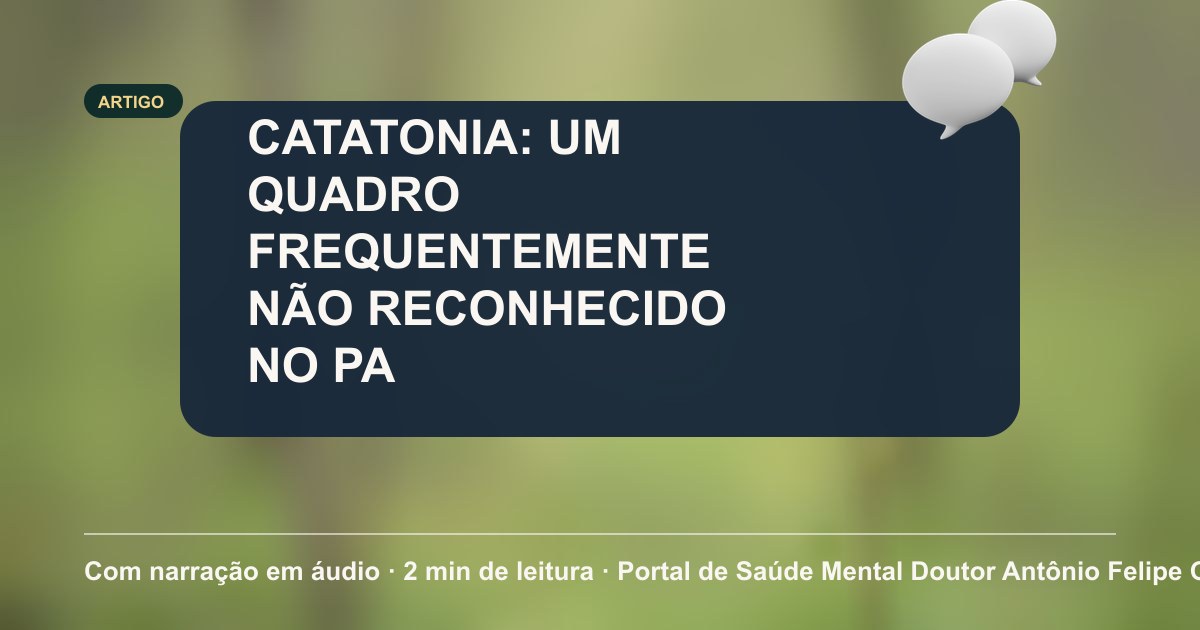 ARTIGO
CATATONIA: UM
QUADRO
FREQUENTEMENTE
NÃO RECONHECIDO
NO PA
Com narração em áudio · 2 min de leitura · Portal de Saúde Mental Doutor Antônio Felipe